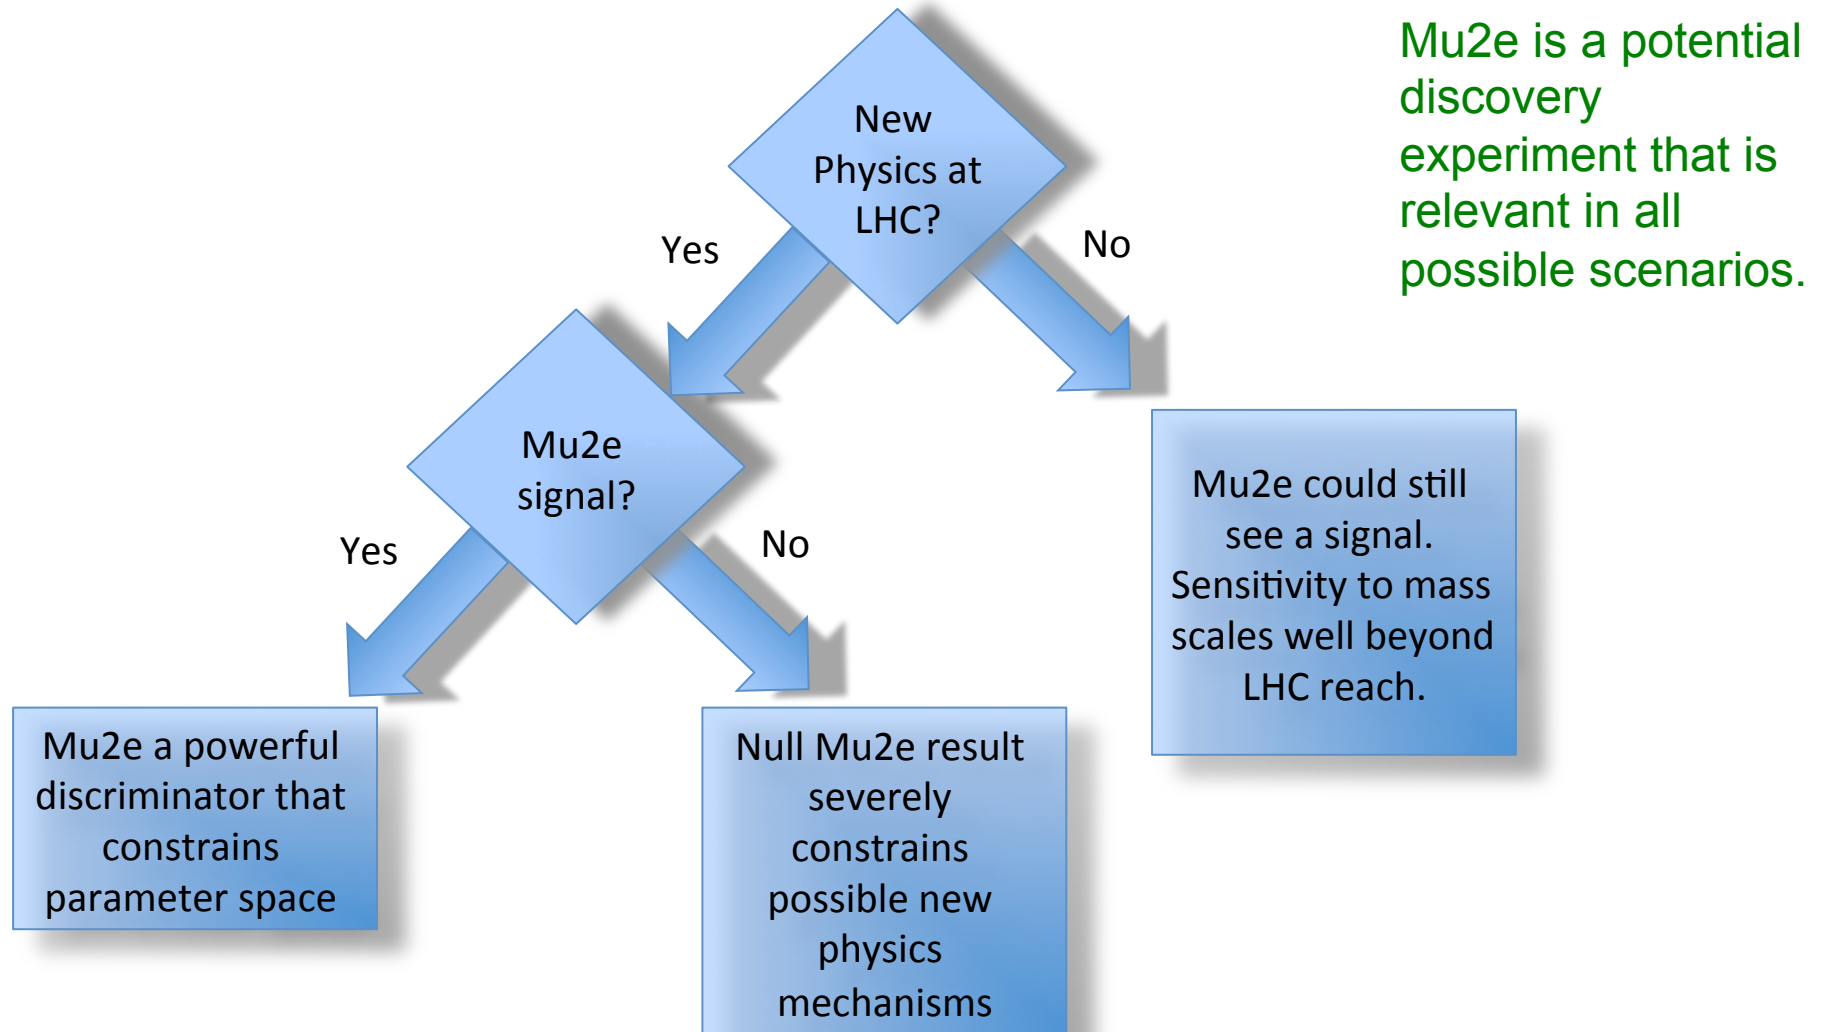 New
Physics at
LHC?
Mu2e is a potential
discovery
experiment that is
relevant in all
possible scenarios.
Yes
No
Mu2e
signal?
Yes
No
Mu2e could still
see a signal.
Sensitivity to mass
scales well beyond
LHC reach.
Mu2e a powerful
discriminator that
constrains
parameter space
Null Mu2e result
severely
constrains
possible new
physics
mechanisms